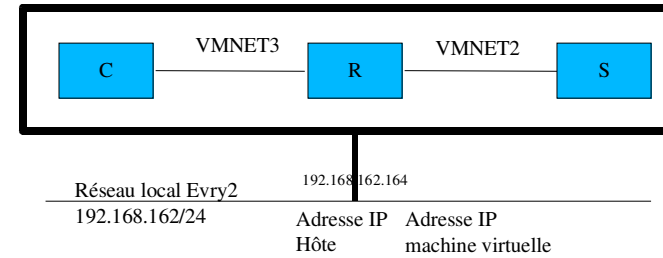 VMNET3
VMNET2
C
R
S
192.168.162.164
Réseau local Evry2
192.168.162/24
Adresse IP
Hôte
Adresse IP
machine virtuelle